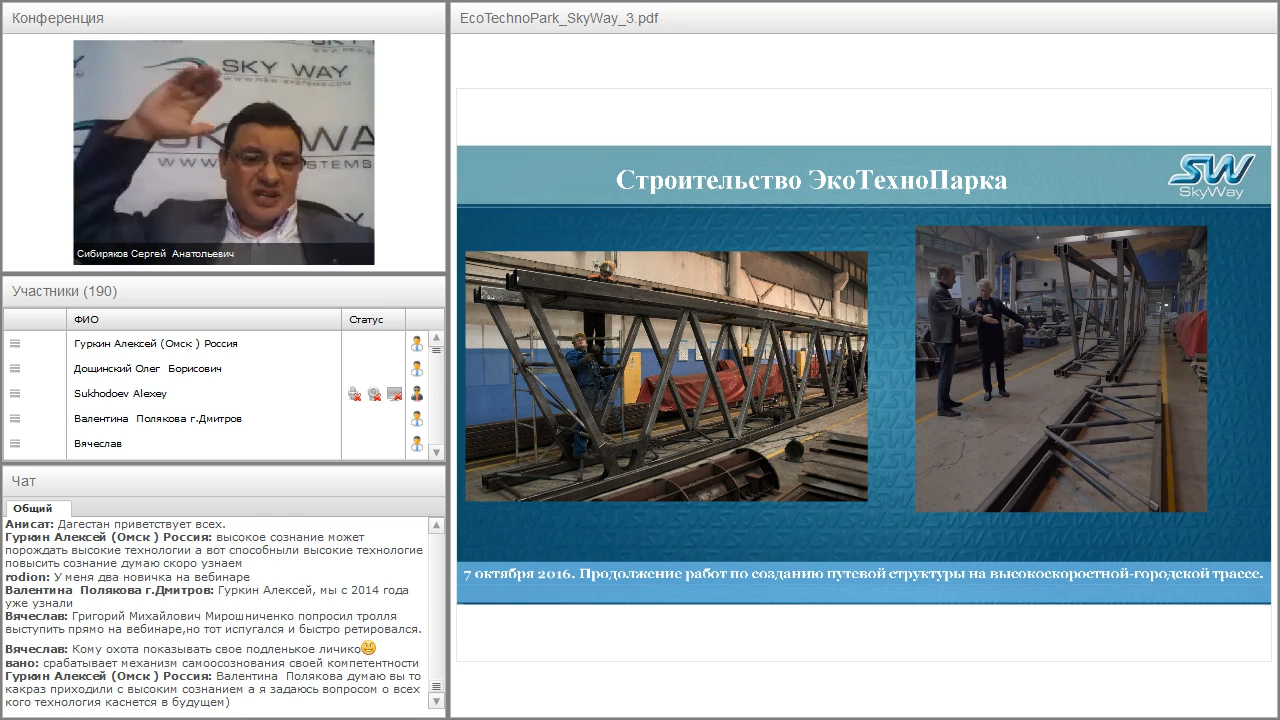 Конференция
SKY WAY
WWW.RSW-SYSTEMS.COM
Сибиряков Сергей Анатольевич
Участники (190)
ФИО Статус
Гуркин Алексей (Омск ) Россия
Дощинский Олег Борисович
Sukhodoev Alexey
Валентина Полякова г.Дмитров
Вячеслав
Чат
Общий
Анисат: Дагестан приветствует всех.
Гуркин Алексей (Омск ) Россия: высокое сознание может
порождать высокие технологии а вот способныли высокие технологие
повысить сознание думаю скоро узнаем
rodion: У меня два новичка на вебинаре
Валентина Полякова г.Дмитров: Гуркин Алексей, мы с 2014 года
уже узнали
Вячеслав: Григорий Михайлович Мирошниченко попросил тролля
выступить прямо на вебинаре,но тот испугался и быстро ретировался.
Вячеслав: Кому охота показывать свое подленькое личико
вано: срабатывает механизм самоосознования своей компетентности
Гуркин Алексей (Омск ) Россия: Валентина Полякова думаю вы то
какраз приходили с высоким сознанием а я задаюсь вопросом о всех
кого технология каснется в будущем)
EcoTechnoPark_SkyWay_3.pdf
Строительство ЭкоТехноПарка
SW
SkyWay
7 октября 2016. Продолжение работ по созданию путевой структуры на высокоскоростной-городской трассе.